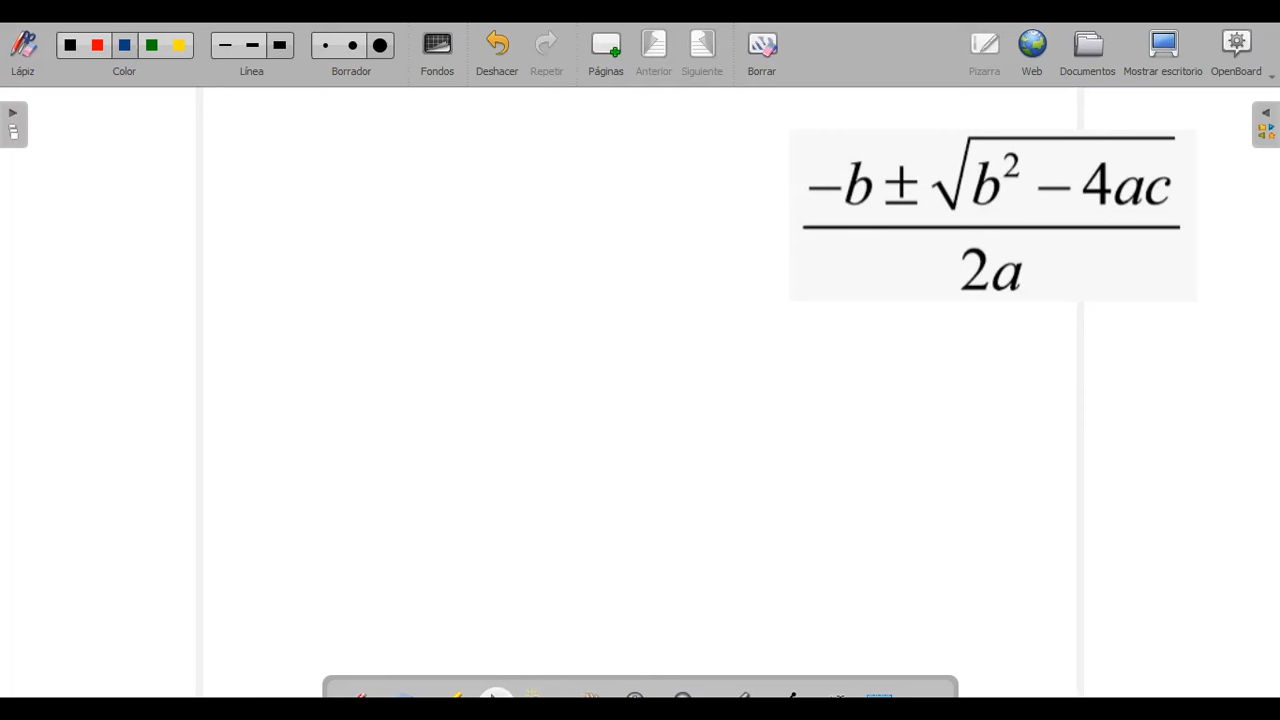 Lápiz Color Línea Borrador Fondos Deshacer Repetir Páginas Anterior Siguiente Borrar Pizarra Web Documentos Mostrar escritorio OpenBoard
−b ± √b² − 4ac
2a